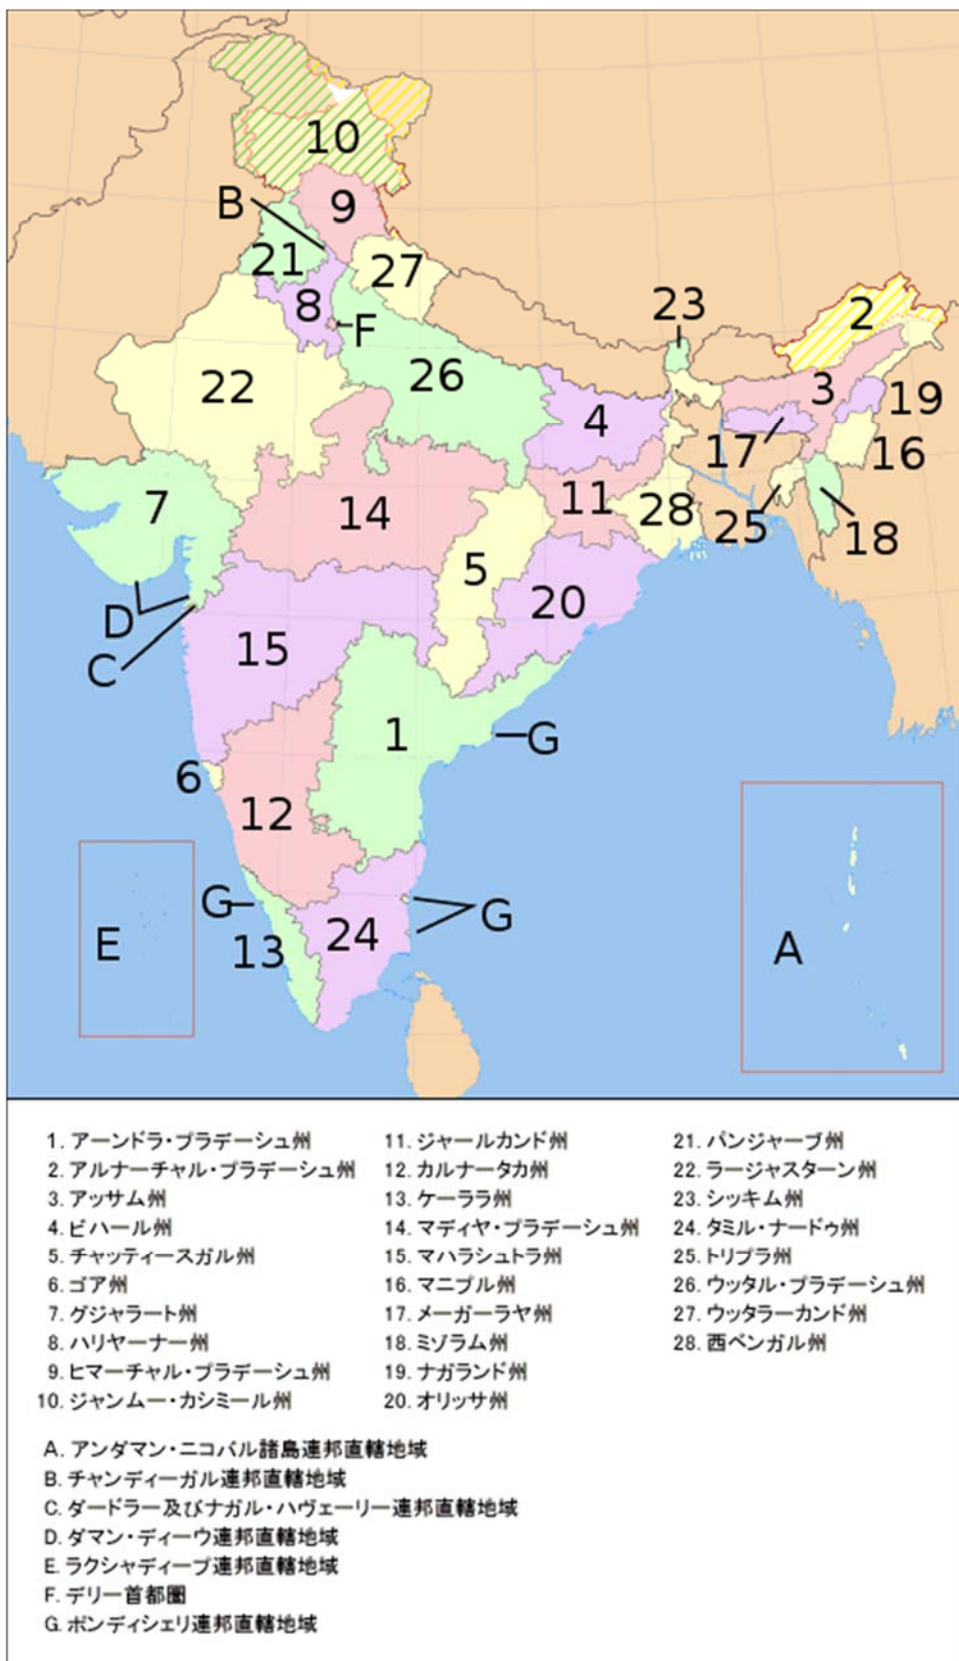 10
B
9
21
27
8
F
23
2
22
26
3
19
4
17
16
7
14
11
28
25
18
5
D
20
C
15
1
G
6
12
G
G
E
13
24
A
1. アーンドラ・プラデーシュ州
2. アルナーチャル・プラデーシュ州
3. アッサム州
4. ビハール州
5. チャッティースガル州
6. ゴア州
7. グジャラート州
8. ハリヤーナー州
9. ヒマーチャル・プラデーシュ州
10. ジャンムー・カシミール州
11. ジャールカンド州
12. カルナータカ州
13. ケーララ州
14. マディヤ・プラデーシュ州
15. マハラシュトラ州
16. マニプル州
17. メーガーラヤ州
18. ミゾラム州
19. ナガランド州
20. オリッサ州
21. パンジャーブ州
22. ラージャスターン州
23. シッキム州
24. タミル・ナードゥ州
25. トリプラ州
26. ウッタル・プラデーシュ州
27. ウッタラーカンド州
28. 西ベンガル州
A. アンダマン・ニコバル諸島連邦直轄地域
B. チャンディーガル連邦直轄地域
C. ダードラー及びナガル・ハヴェーリー連邦直轄地域
D. ダマン・ディーウ連邦直轄地域
E. ラクシャディープ連邦直轄地域
F. デリー首都圏
G. ポンディシェリ連邦直轄地域